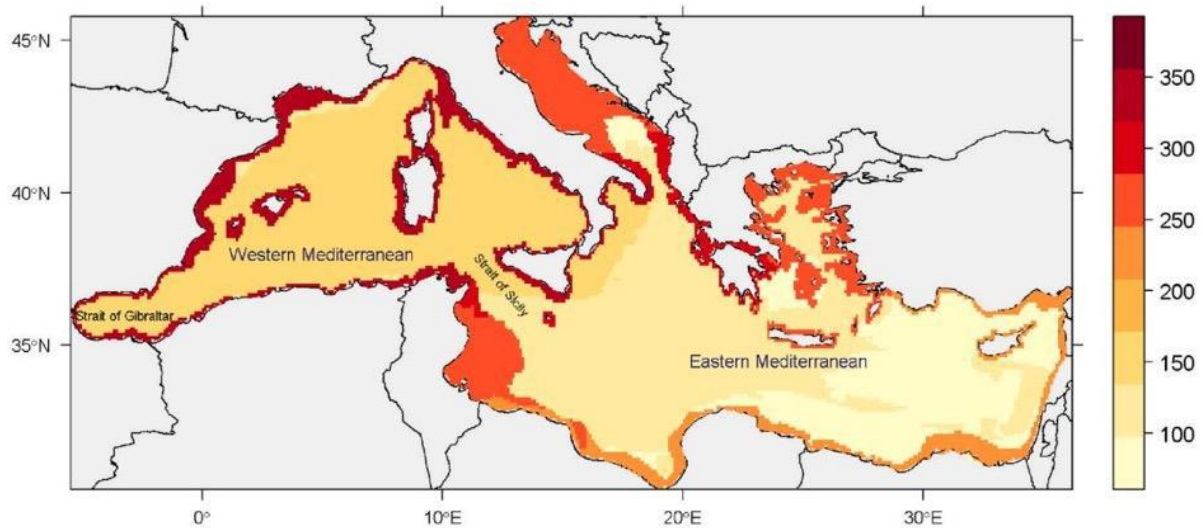 45°N
40°N
35°N
0°
10°E
20°E
30°E
Western Mediterranean
Strait of Sicily
Strait of Gibraltar
Eastern Mediterranean
350
300
250
200
150
100